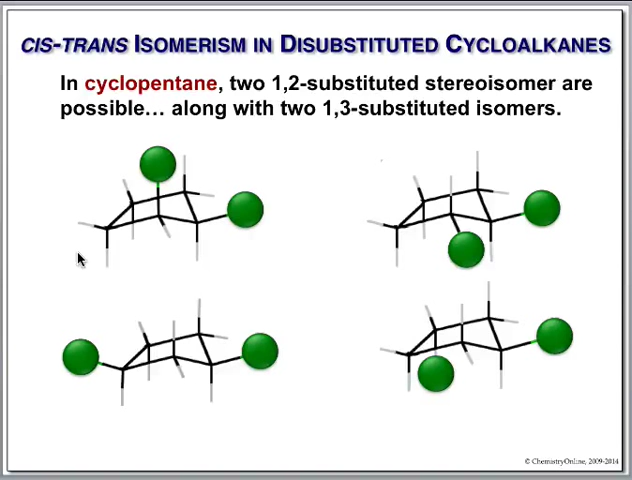 CIS-TRANS ISOMERISM IN DISUBSTITUTED CYCLOALKANES
In cyclopentane, two 1,2-substituted stereoisomer are
possible… along with two 1,3-substituted isomers.
© ChemistryOnline, 2009-2014